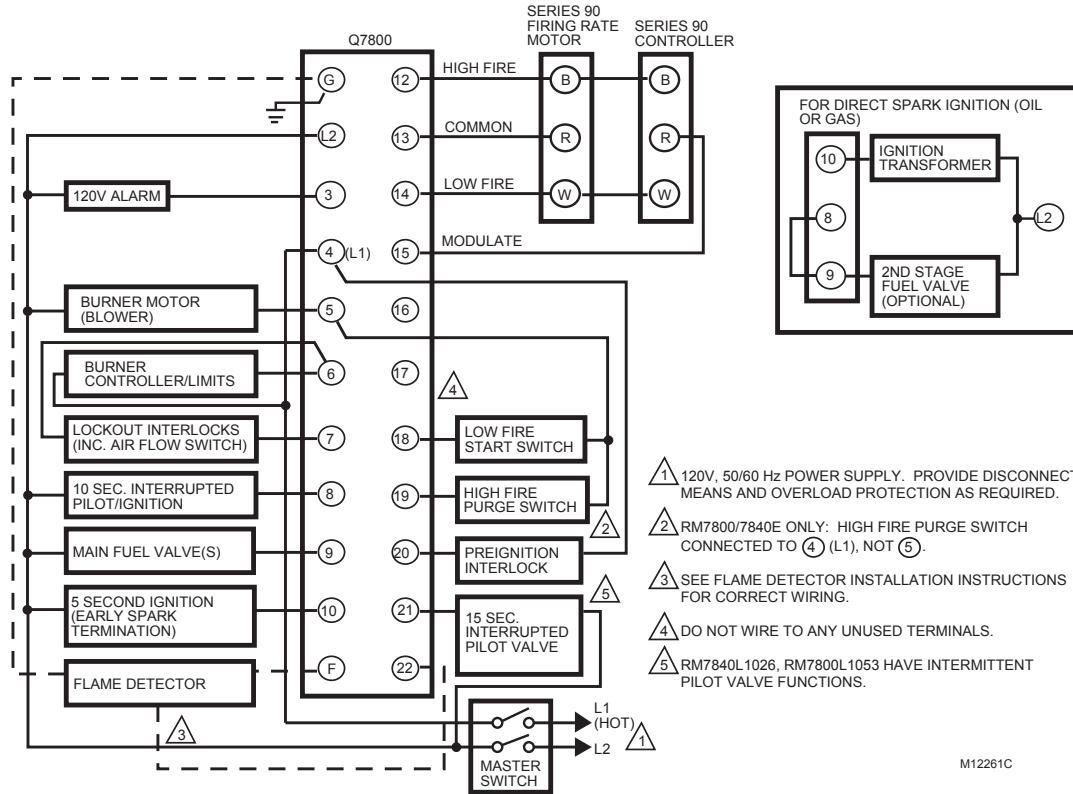 Q7800
SERIES 90
FIRING RATE
MOTOR
SERIES 90
CONTROLLER
G
L2
3
4
(L1)
5
6
7
8
9
10
F
12
13
14
15
16
17
18
19
20
21
22
HIGH FIRE
COMMON
LOW FIRE
MODULATE
B
R
W
B
R
W
120V ALARM
BURNER MOTOR
(BLOWER)
BURNER
CONTROLLER/LIMITS
LOCKOUT INTERLOCKS
(INC. AIR FLOW SWITCH)
10 SEC. INTERRUPTED
PILOT/IGNITION
MAIN FUEL VALVE(S)
5 SECOND IGNITION
(EARLY SPARK
TERMINATION)
FLAME DETECTOR
3
4
LOW FIRE
START SWITCH
HIGH FIRE
PURGE SWITCH
2
PREIGNITION
INTERLOCK
5
15 SEC.
INTERRUPTED
PILOT VALVE
L1
(HOT)
L2
1
MASTER
SWITCH
FOR DIRECT SPARK IGNITION (OIL
OR GAS)
10
8
9
IGNITION
TRANSFORMER
2ND STAGE
FUEL VALVE
(OPTIONAL)
L2
1 120V, 50/60 Hz POWER SUPPLY. PROVIDE DISCONNECT
MEANS AND OVERLOAD PROTECTION AS REQUIRED.
2 RM7800/7840E ONLY: HIGH FIRE PURGE SWITCH
CONNECTED TO 4 (L1), NOT 5.
3 SEE FLAME DETECTOR INSTALLATION INSTRUCTIONS
FOR CORRECT WIRING.
4 DO NOT WIRE TO ANY UNUSED TERMINALS.
5 RM7840L1026, RM7800L1053 HAVE INTERMITTENT
PILOT VALVE FUNCTIONS.
M12261C